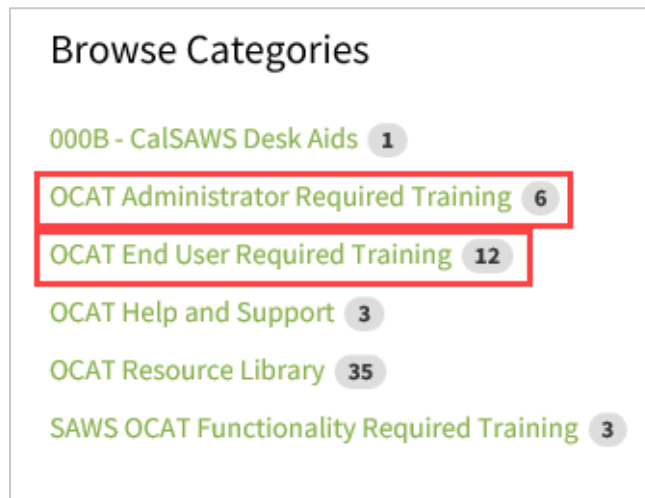 Browse Categories
000B - CalSAWS Desk Aids 1
OCAT Administrator Required Training 6
OCAT End User Required Training 12
OCAT Help and Support 3
OCAT Resource Library 35
SAWS OCAT Functionality Required Training 3